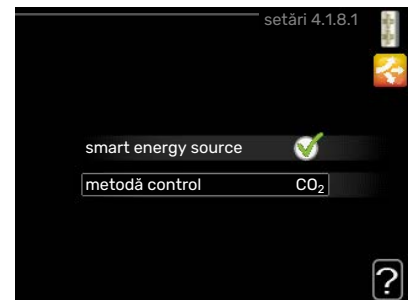 setări 4.1.8.1
smart energy source
metodă control CO₂
?